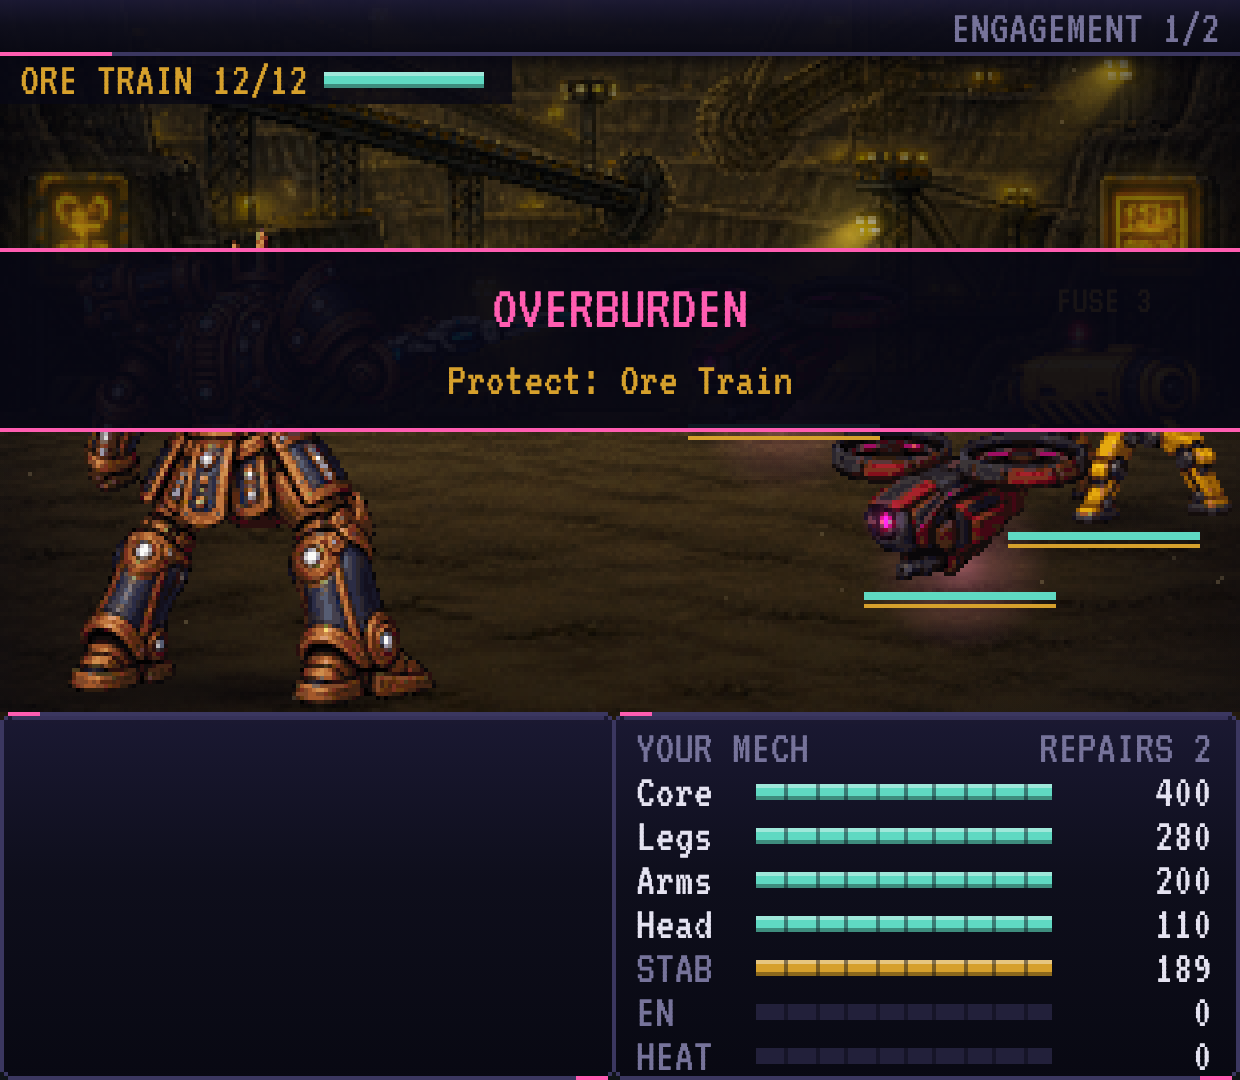 ENGAGEMENT 1/2
ORE TRAIN 12/12
FUSE 3
OVERBURDEN
Protect: Ore Train
YOUR MECH REPAIRS 2
Core 400
Legs 280
Arms 200
Head 110
STAB 189
EN 0
HEAT 0